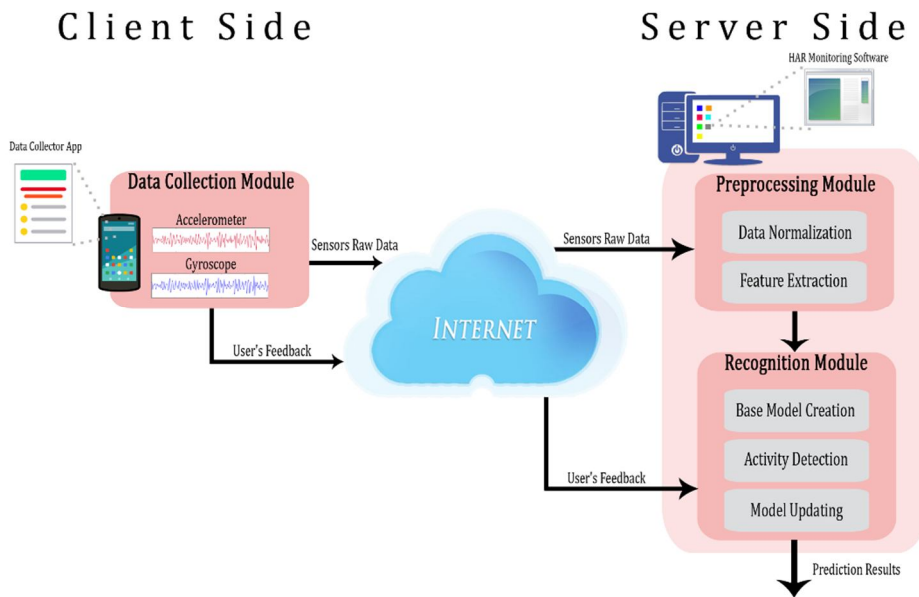 Client Side
Server Side
HAR Monitoring Software
Data Collector App
Data Collection Module
Accelerometer
Gyroscope
Sensors Raw Data
User's Feedback
INTERNET
Sensors Raw Data
User's Feedback
Preprocessing Module
Data Normalization
Feature Extraction
Recognition Module
Base Model Creation
Activity Detection
Model Updating
Prediction Results